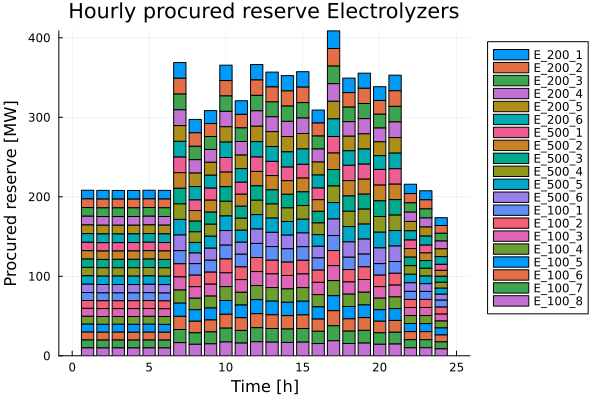 Hourly procured reserve Electrolyzers
Procured reserve [MW]
400
300
200
100
0
0 5 10 15 20 25
Time [h]
E_200_1
E_200_2
E_200_3
E_200_4
E_200_5
E_200_6
E_500_1
E_500_2
E_500_3
E_500_4
E_500_5
E_500_6
E_100_1
E_100_2
E_100_3
E_100_4
E_100_5
E_100_6
E_100_7
E_100_8